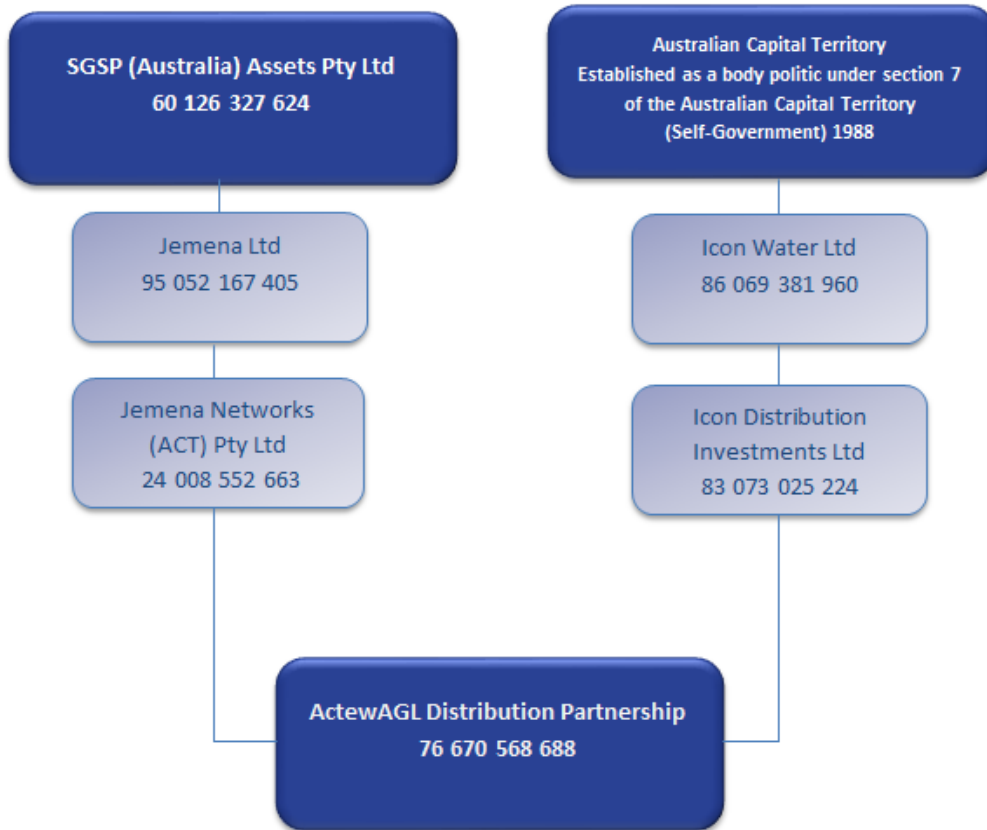 SGSP (Australia) Assets Pty Ltd
60 126 327 624
Australian Capital Territory
Established as a body politic under section 7
of the Australian Capital Territory
(Self-Government) 1988
Jemena Ltd
95 052 167 405
Icon Water Ltd
86 069 381 960
Jemena Networks
(ACT) Pty Ltd
24 008 552 663
Icon Distribution
Investments Ltd
83 073 025 224
ActewAGL Distribution Partnership
76 670 568 688